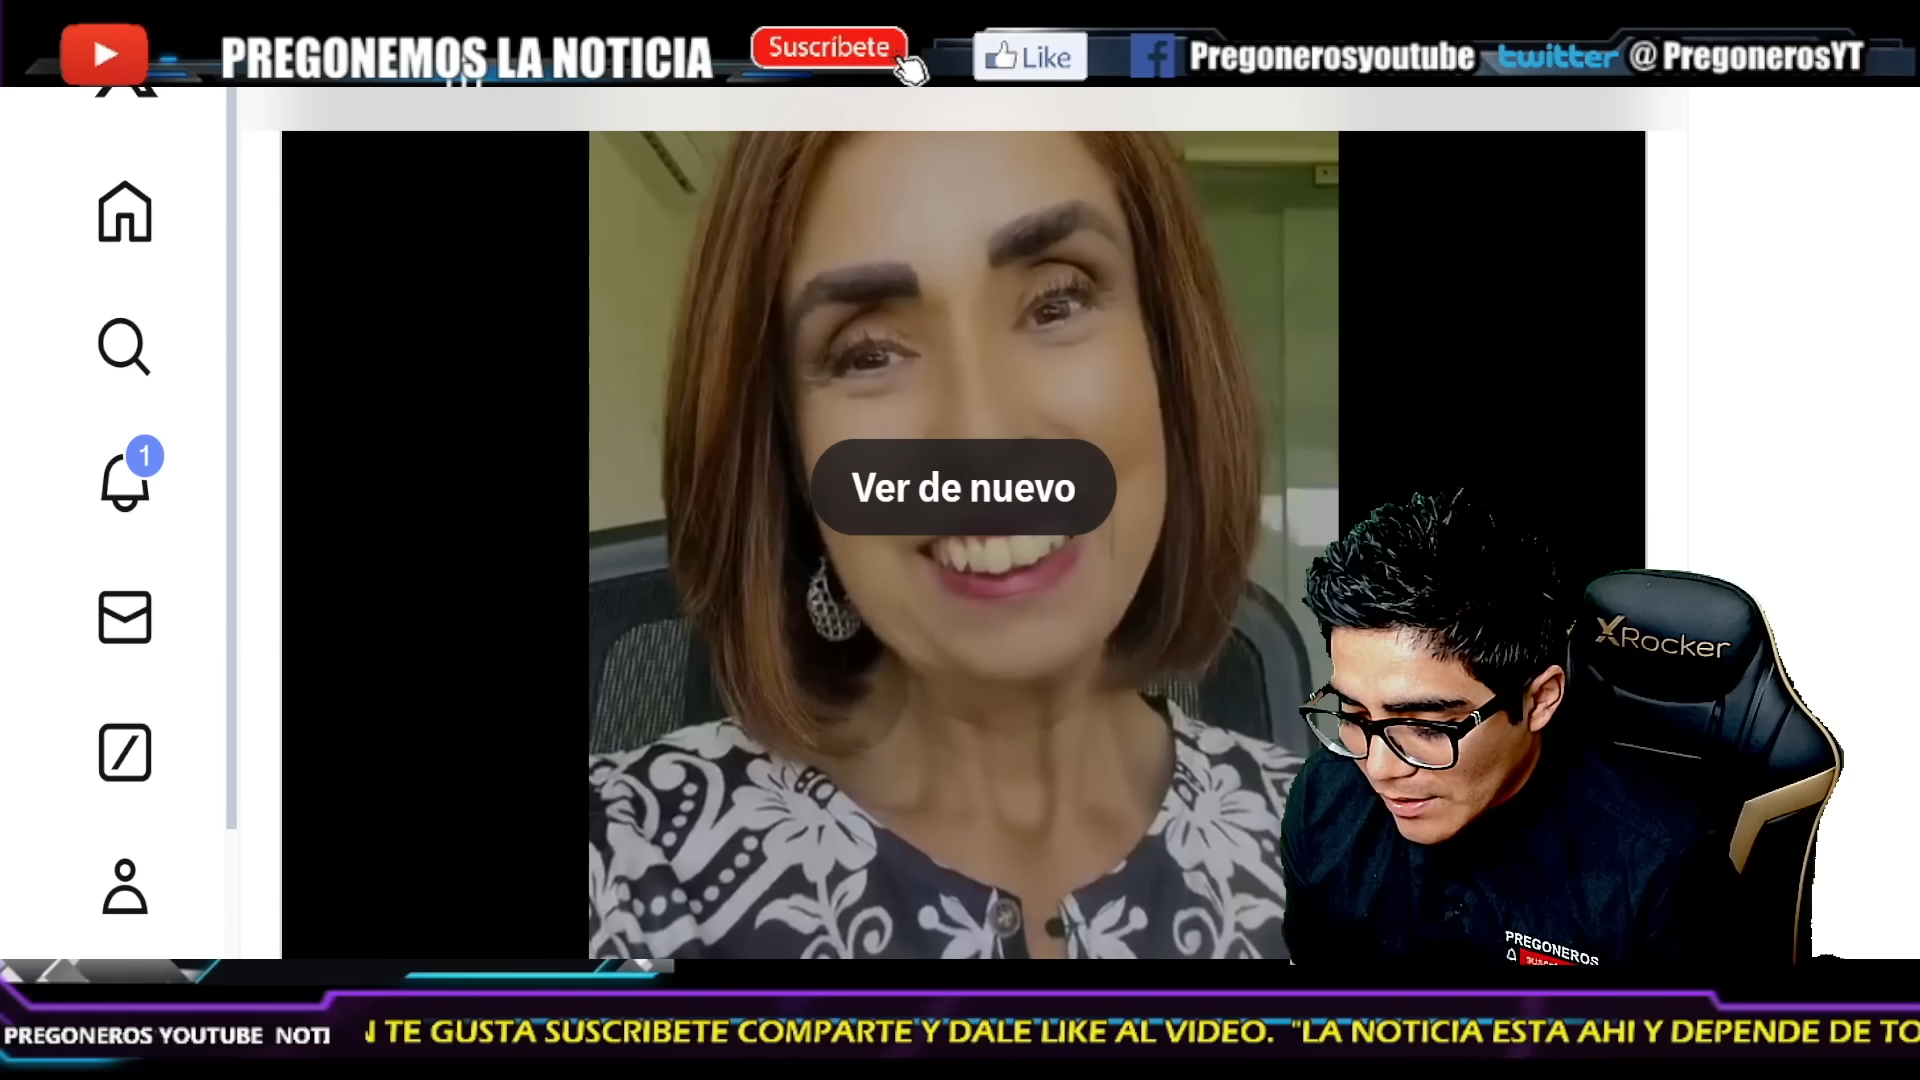 PREGONEMOS LA NOTICIA
Suscríbete
Like
Pregonerosyoutube
twitter @PregonerosYT
1
Ver de nuevo
XRocker
PREGONEROS
PREGONEROS YOUTUBE NOTI
TE GUSTA SUSCRIBETE COMPARTE Y DALE LIKE AL VIDEO. "LA NOTICIA ESTA AHI Y DEPENDE DE TO